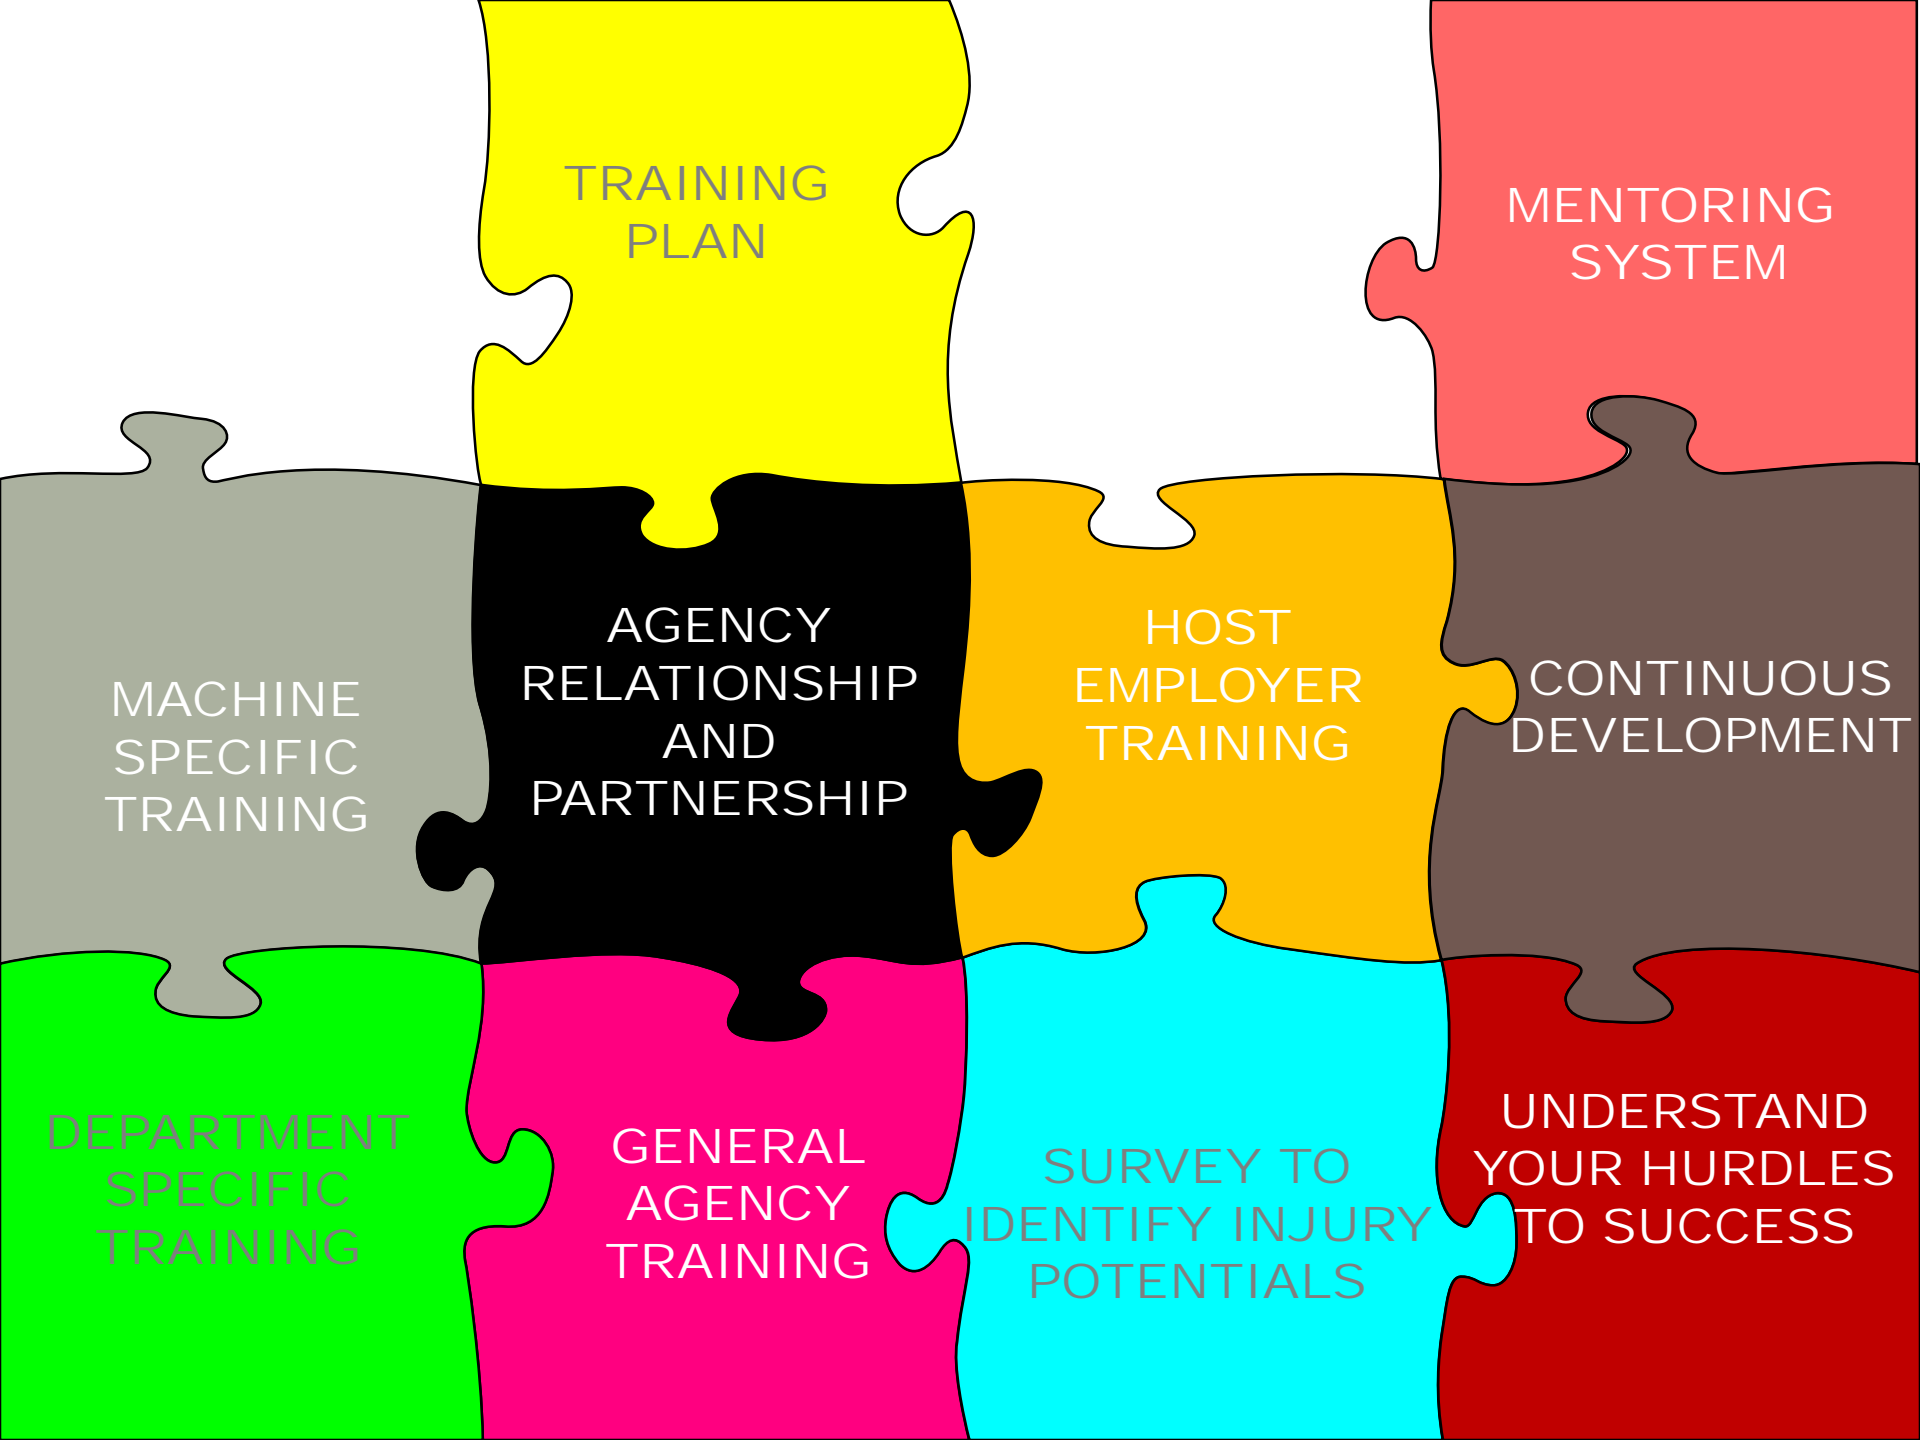 TRAINING
PLAN
MENTORING
SYSTEM
MACHINE
SPECIFIC
TRAINING
AGENCY
RELATIONSHIP
AND
PARTNERSHIP
HOST
EMPLOYER
TRAINING
CONTINUOUS
DEVELOPMENT
DEPARTMENT
SPECIFIC
TRAINING
GENERAL
AGENCY
TRAINING
SURVEY TO
IDENTIFY INJURY
POTENTIALS
UNDERSTAND
YOUR HURDLES
TO SUCCESS